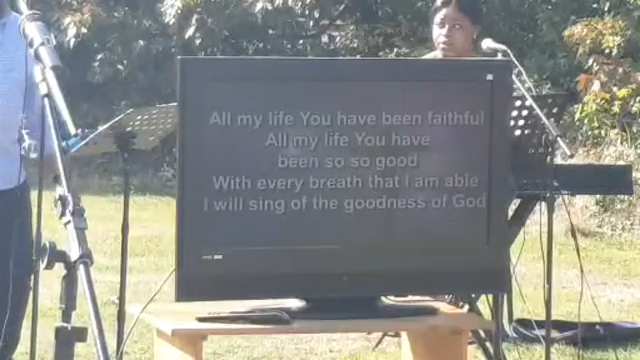 All my life You have been faithful
All my life You have
been so so good
With every breath that I am able
I will sing of the goodness of God